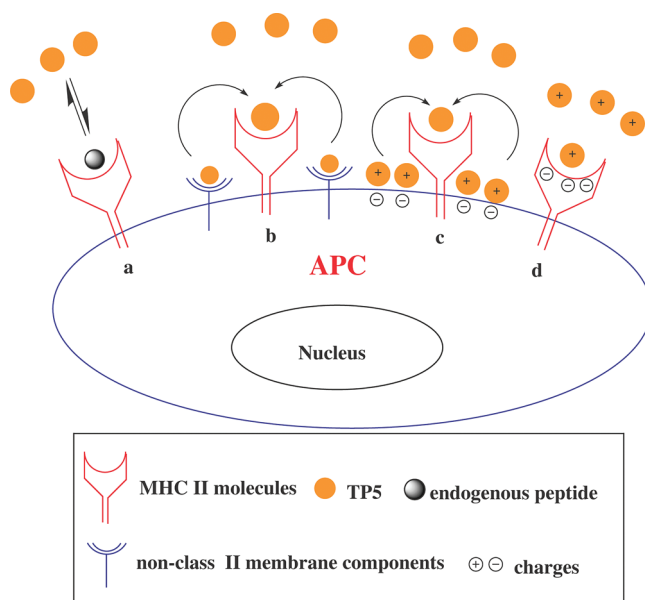 a
b
c
d
+ + +
+
+ + + +
− − − −
− − −
APC
Nucleus
MHC II molecules
TP5
endogenous peptide
non-class II membrane components
+ − charges